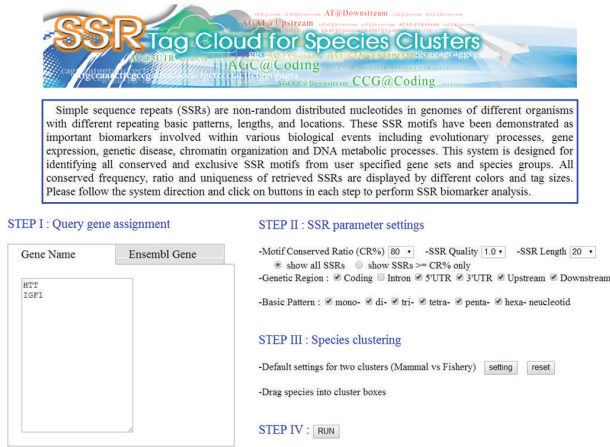 AT@Downstream
AGAT@Upstream
SSR Tag Cloud for Species Clusters
AGC@Coding
CCG@Coding
Simple sequence repeats (SSRs) are non-random distributed nucleotides in genomes of different organisms
with different repeating basic patterns, lengths, and locations. These SSR motifs have been demonstrated as
important biomarkers involved within various biological events including evolutionary processes, gene
expression, genetic disease, chromatin organization and DNA metabolic processes. This system is designed for
identifying all conserved and exclusive SSR motifs from user specified gene sets and species groups. All
conserved frequency, ratio and uniqueness of retrieved SSRs are displayed by different colors and tag sizes.
Please follow the system direction and click on buttons in each step to perform SSR biomarker analysis.
STEP I : Query gene assignment
Gene Name Ensembl Gene
HTT
IGF1
STEP II : SSR parameter settings
-Motif Conserved Ratio (CR%) 80 -SSR Quality 1.0 -SSR Length 20
show all SSRs show SSRs >= CR% only
-Genetic Region : Coding Intron 5'UTR 3'UTR Upstream Downstream
-Basic Pattern : mono- di- tri- tetra- penta- hexa- neucleotid
STEP III : Species clustering
-Default settings for two clusters (Mammal vs Fishery) setting reset
-Drag species into cluster boxes
STEP IV : RUN